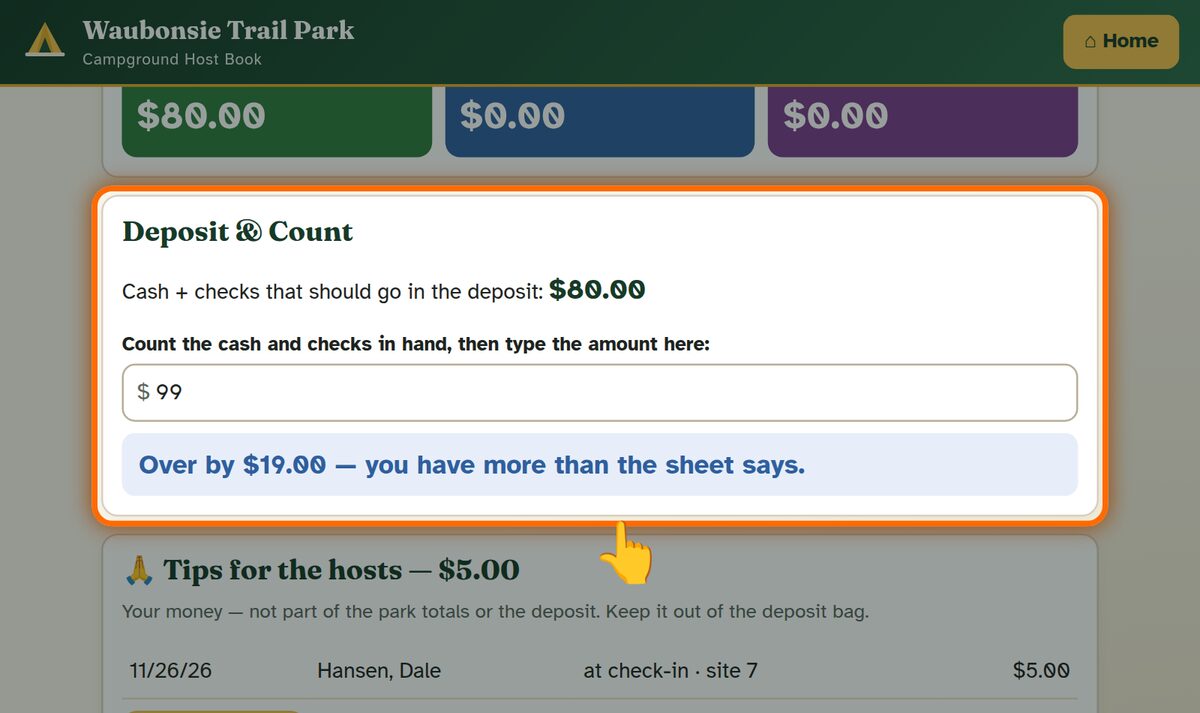 Waubonsie Trail Park
Campground Host Book
⌂ Home
$80.00 $0.00 $0.00
Deposit & Count
Cash + checks that should go in the deposit: $80.00
Count the cash and checks in hand, then type the amount here:
$ 99
Over by $19.00 — you have more than the sheet says.
🙏 Tips for the hosts — $5.00
Your money — not part of the park totals or the deposit. Keep it out of the deposit bag.
11/26/26 Hansen, Dale at check-in · site 7 $5.00